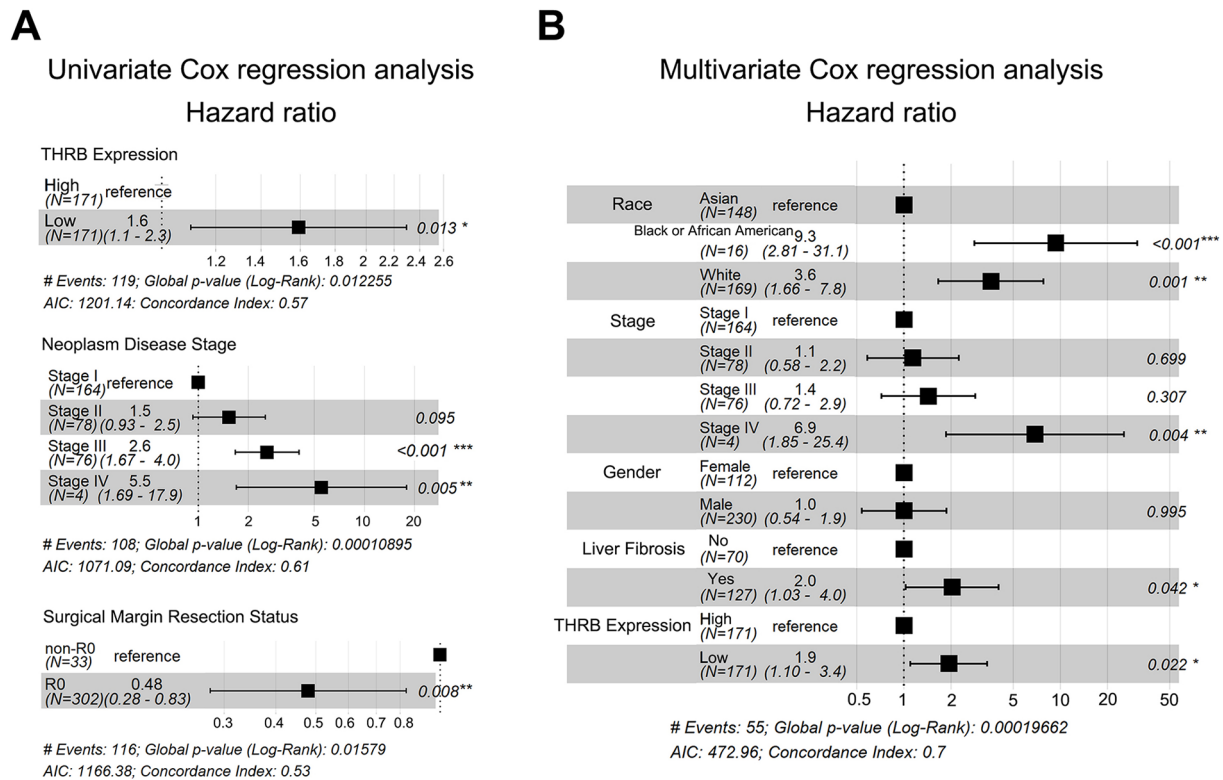 A
Univariate Cox regression analysis
Hazard ratio
THRB Expression
High
(N=171) reference
Low 1.6
(N=171)(1.1 - 2.3) 0.013 *
1.2 1.4 1.6 1.8 2 2.2 2.4 2.6
# Events: 119; Global p-value (Log-Rank): 0.012255
AIC: 1201.14: Concordance Index: 0.57
Neoplasm Disease Stage
Stage I
(N=164) reference
Stage II 1.5
(N=78) (0.93 - 2.5) 0.095
Stage III 2.6
(N=76) (1.67 - 4.0) <0.001 ***
Stage IV 5.5
(N=4) (1.69 - 17.9) 0.005 **
1 2 5 10 20
# Events: 108; Global p-value (Log-Rank): 0.00010895
AIC: 1071.09; Concordance Index: 0.61
Surgical Margin Resection Status
non-R0
(N=33) reference
R0 0.48
(N=302)(0.28 - 0.83) 0.008**
0.3 0.4 0.5 0.6 0.7 0.8
# Events: 116; Global p-value (Log-Rank): 0.01579
AIC: 1166.38; Concordance Index: 0.53
B
Multivariate Cox regression analysis
Hazard ratio
Race Asian
(N=148) reference
Black or African American 9.3
(N=16) (2.81 - 31.1) <0.001***
White 3.6
(N=169) (1.66 - 7.8) 0.001 **
Stage Stage I
(N=164) reference
Stage II 1.1
(N=78) (0.58 - 2.2) 0.699
Stage III 1.4
(N=76) (0.72 - 2.9) 0.307
Stage IV 6.9
(N=4) (1.85 - 25.4) 0.004 **
Gender Female
(N=112) reference
Male 1.0
(N=230) (0.54 - 1.9) 0.995
Liver Fibrosis No
(N=70) reference
Yes 2.0
(N=127) (1.03 - 4.0) 0.042 *
THRB Expression High
(N=171) reference
Low 1.9
(N=171) (1.10 - 3.4) 0.022 *
0.5 1 2 5 10 20 50
# Events: 55; Global p-value (Log-Rank): 0.00019662
AIC: 472.96; Concordance Index: 0.7